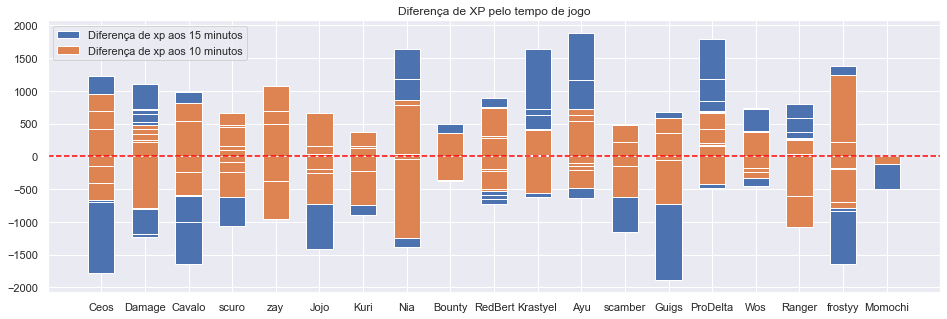 Diferença de XP pelo tempo de jogo
Diferença de xp aos 15 minutos
Diferença de xp aos 10 minutos
2000
1500
1000
500
0
−500
−1000
−1500
−2000
Ceos Damage Cavalo scuro zay Jojo Kuri Nia Bounty RedBert Krastyel Ayu scamber Guigs ProDelta Wos Ranger frostyy Momochi